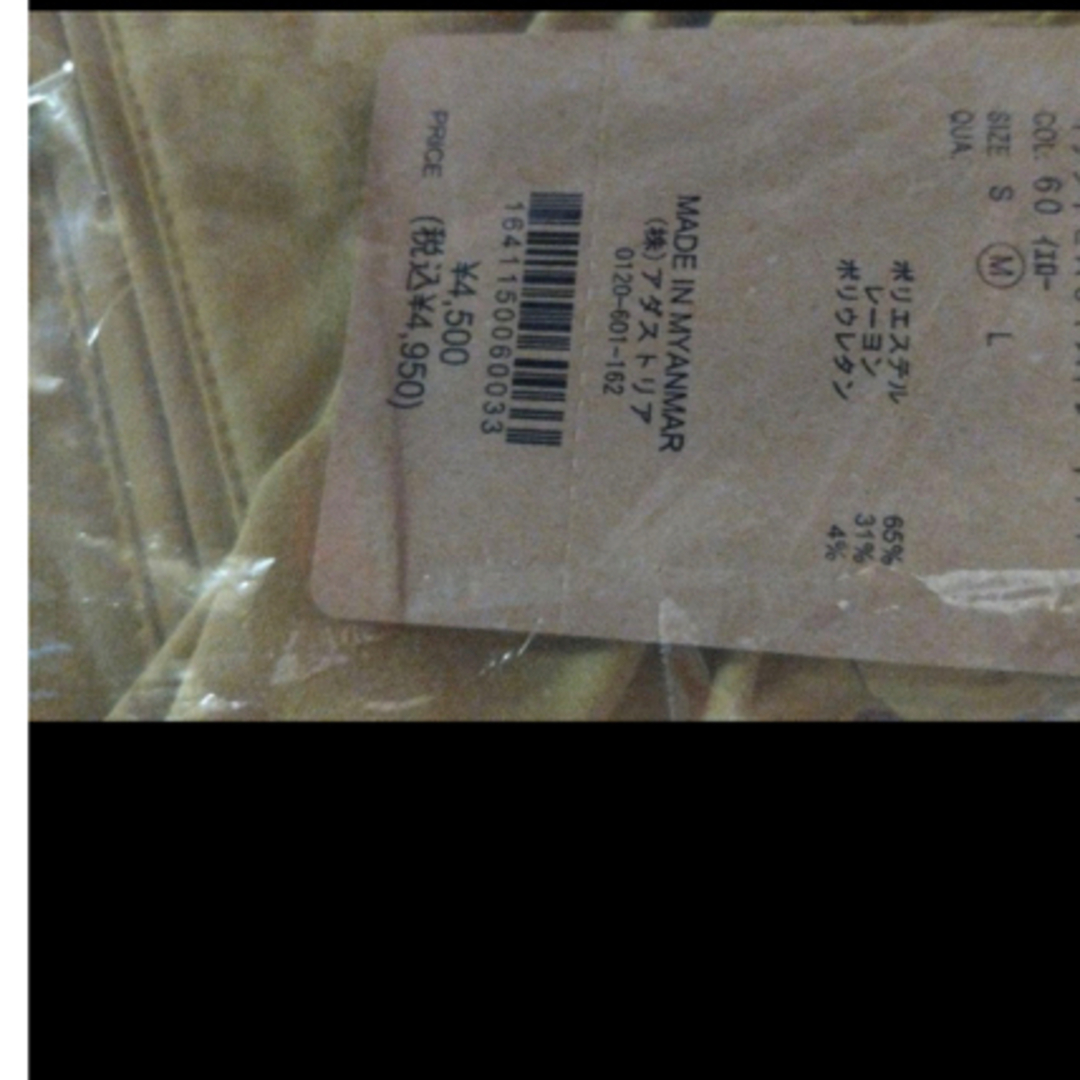 COL. 60 イエロー
SIZE S M L
QUA.
ポリエステル 65%
レーヨン 31%
ポリウレタン 4%
MADE IN MYANMAR
(株)アダストリア
0120-601-162
1641150060033
PRICE ¥4,500
(税込¥4,950)